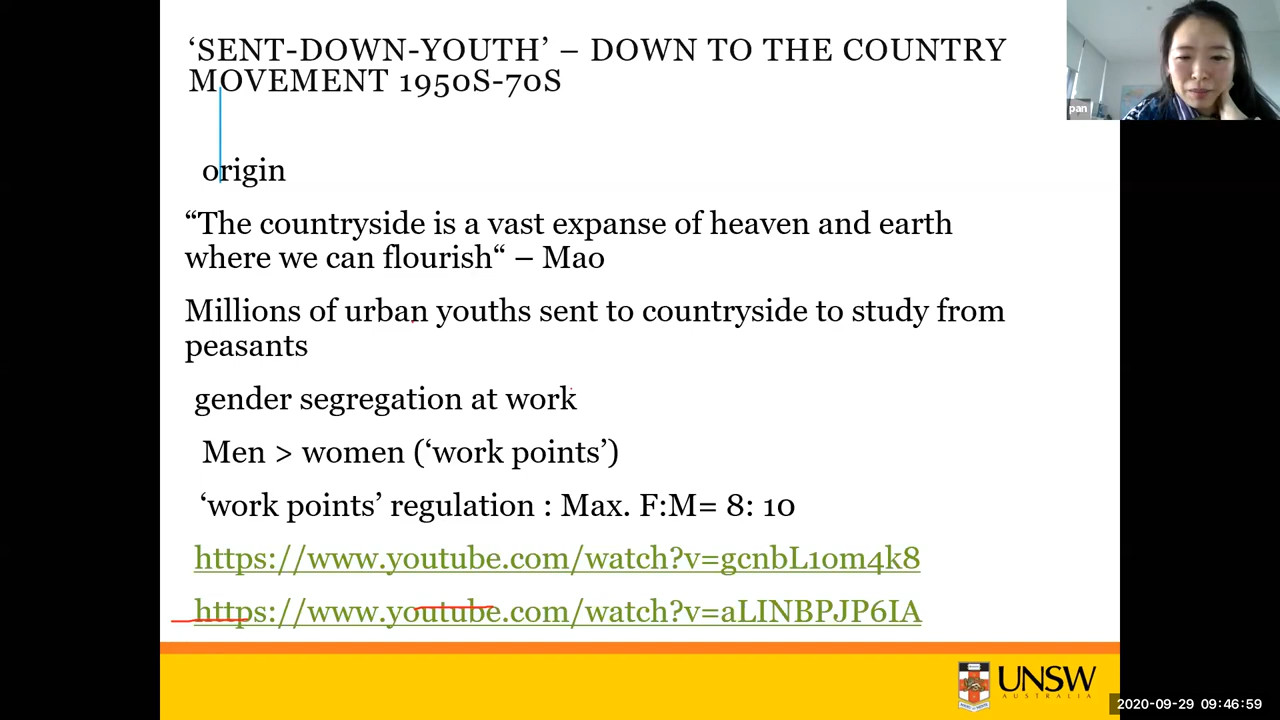 ‘SENT-DOWN-YOUTH’ – DOWN TO THE COUNTRY
MOVEMENT 1950S-70S
origin
“The countryside is a vast expanse of heaven and earth
where we can flourish“ – Mao
Millions of urban youths sent to countryside to study from
peasants
gender segregation at work
Men > women (‘work points’)
‘work points’ regulation : Max. F:M= 8: 10
https://www.youtube.com/watch?v=gcnbL1om4k8
https://www.youtube.com/watch?v=aLINBPJP6IA
pan
UNSW
AUSTRALIA
2020-09-29 09:46:59